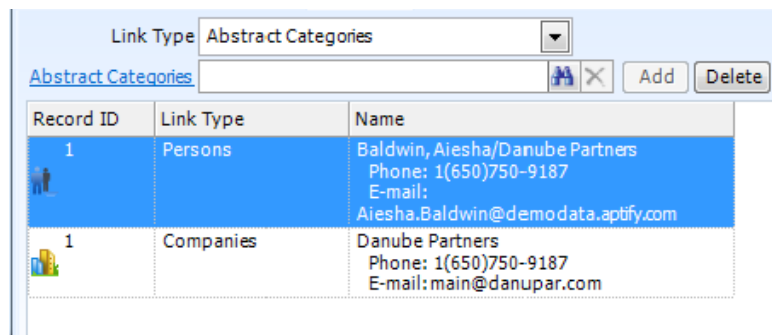 Link Type Abstract Categories
Abstract Categories Add Delete
Record ID Link Type Name
1 Persons Baldwin, Aiesha/Danube Partners
Phone: 1(650)750-9187
E-mail:
Aiesha.Baldwin@demodata.aptify.com
1 Companies Danube Partners
Phone: 1(650)750-9187
E-mail: main@danupar.com